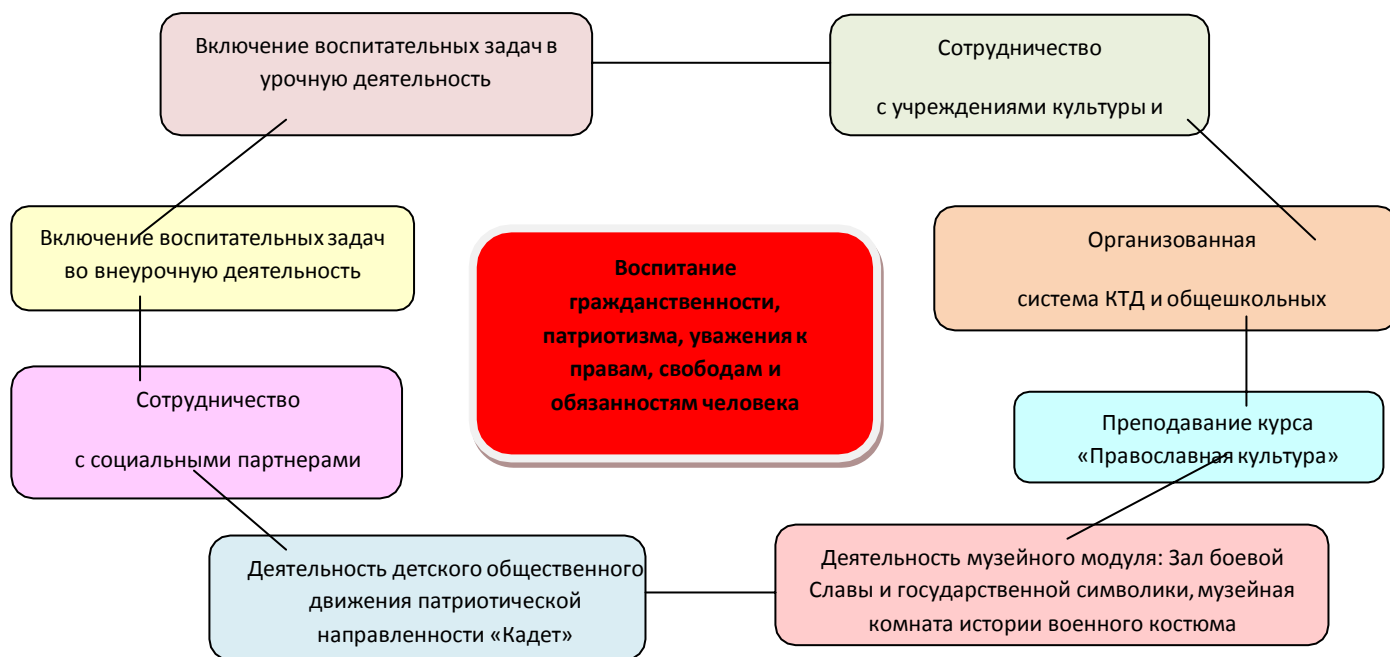 Включение воспитательных задач в
урочную деятельность
Сотрудничество
с учреждениями культуры и
Включение воспитательных задач
во внеурочную деятельность
Воспитание
гражданственности,
патриотизма, уважения к
правам, свободам и
обязанностям человека
Организованная
система КТД и общешкольных
Сотрудничество
с социальными партнерами
Преподавание курса
«Православная культура»
Деятельность детского общественного
движения патриотической
направленности «Кадет»
Деятельность музейного модуля: Зал боевой
Славы и государственной символики, музейная
комната истории военного костюма